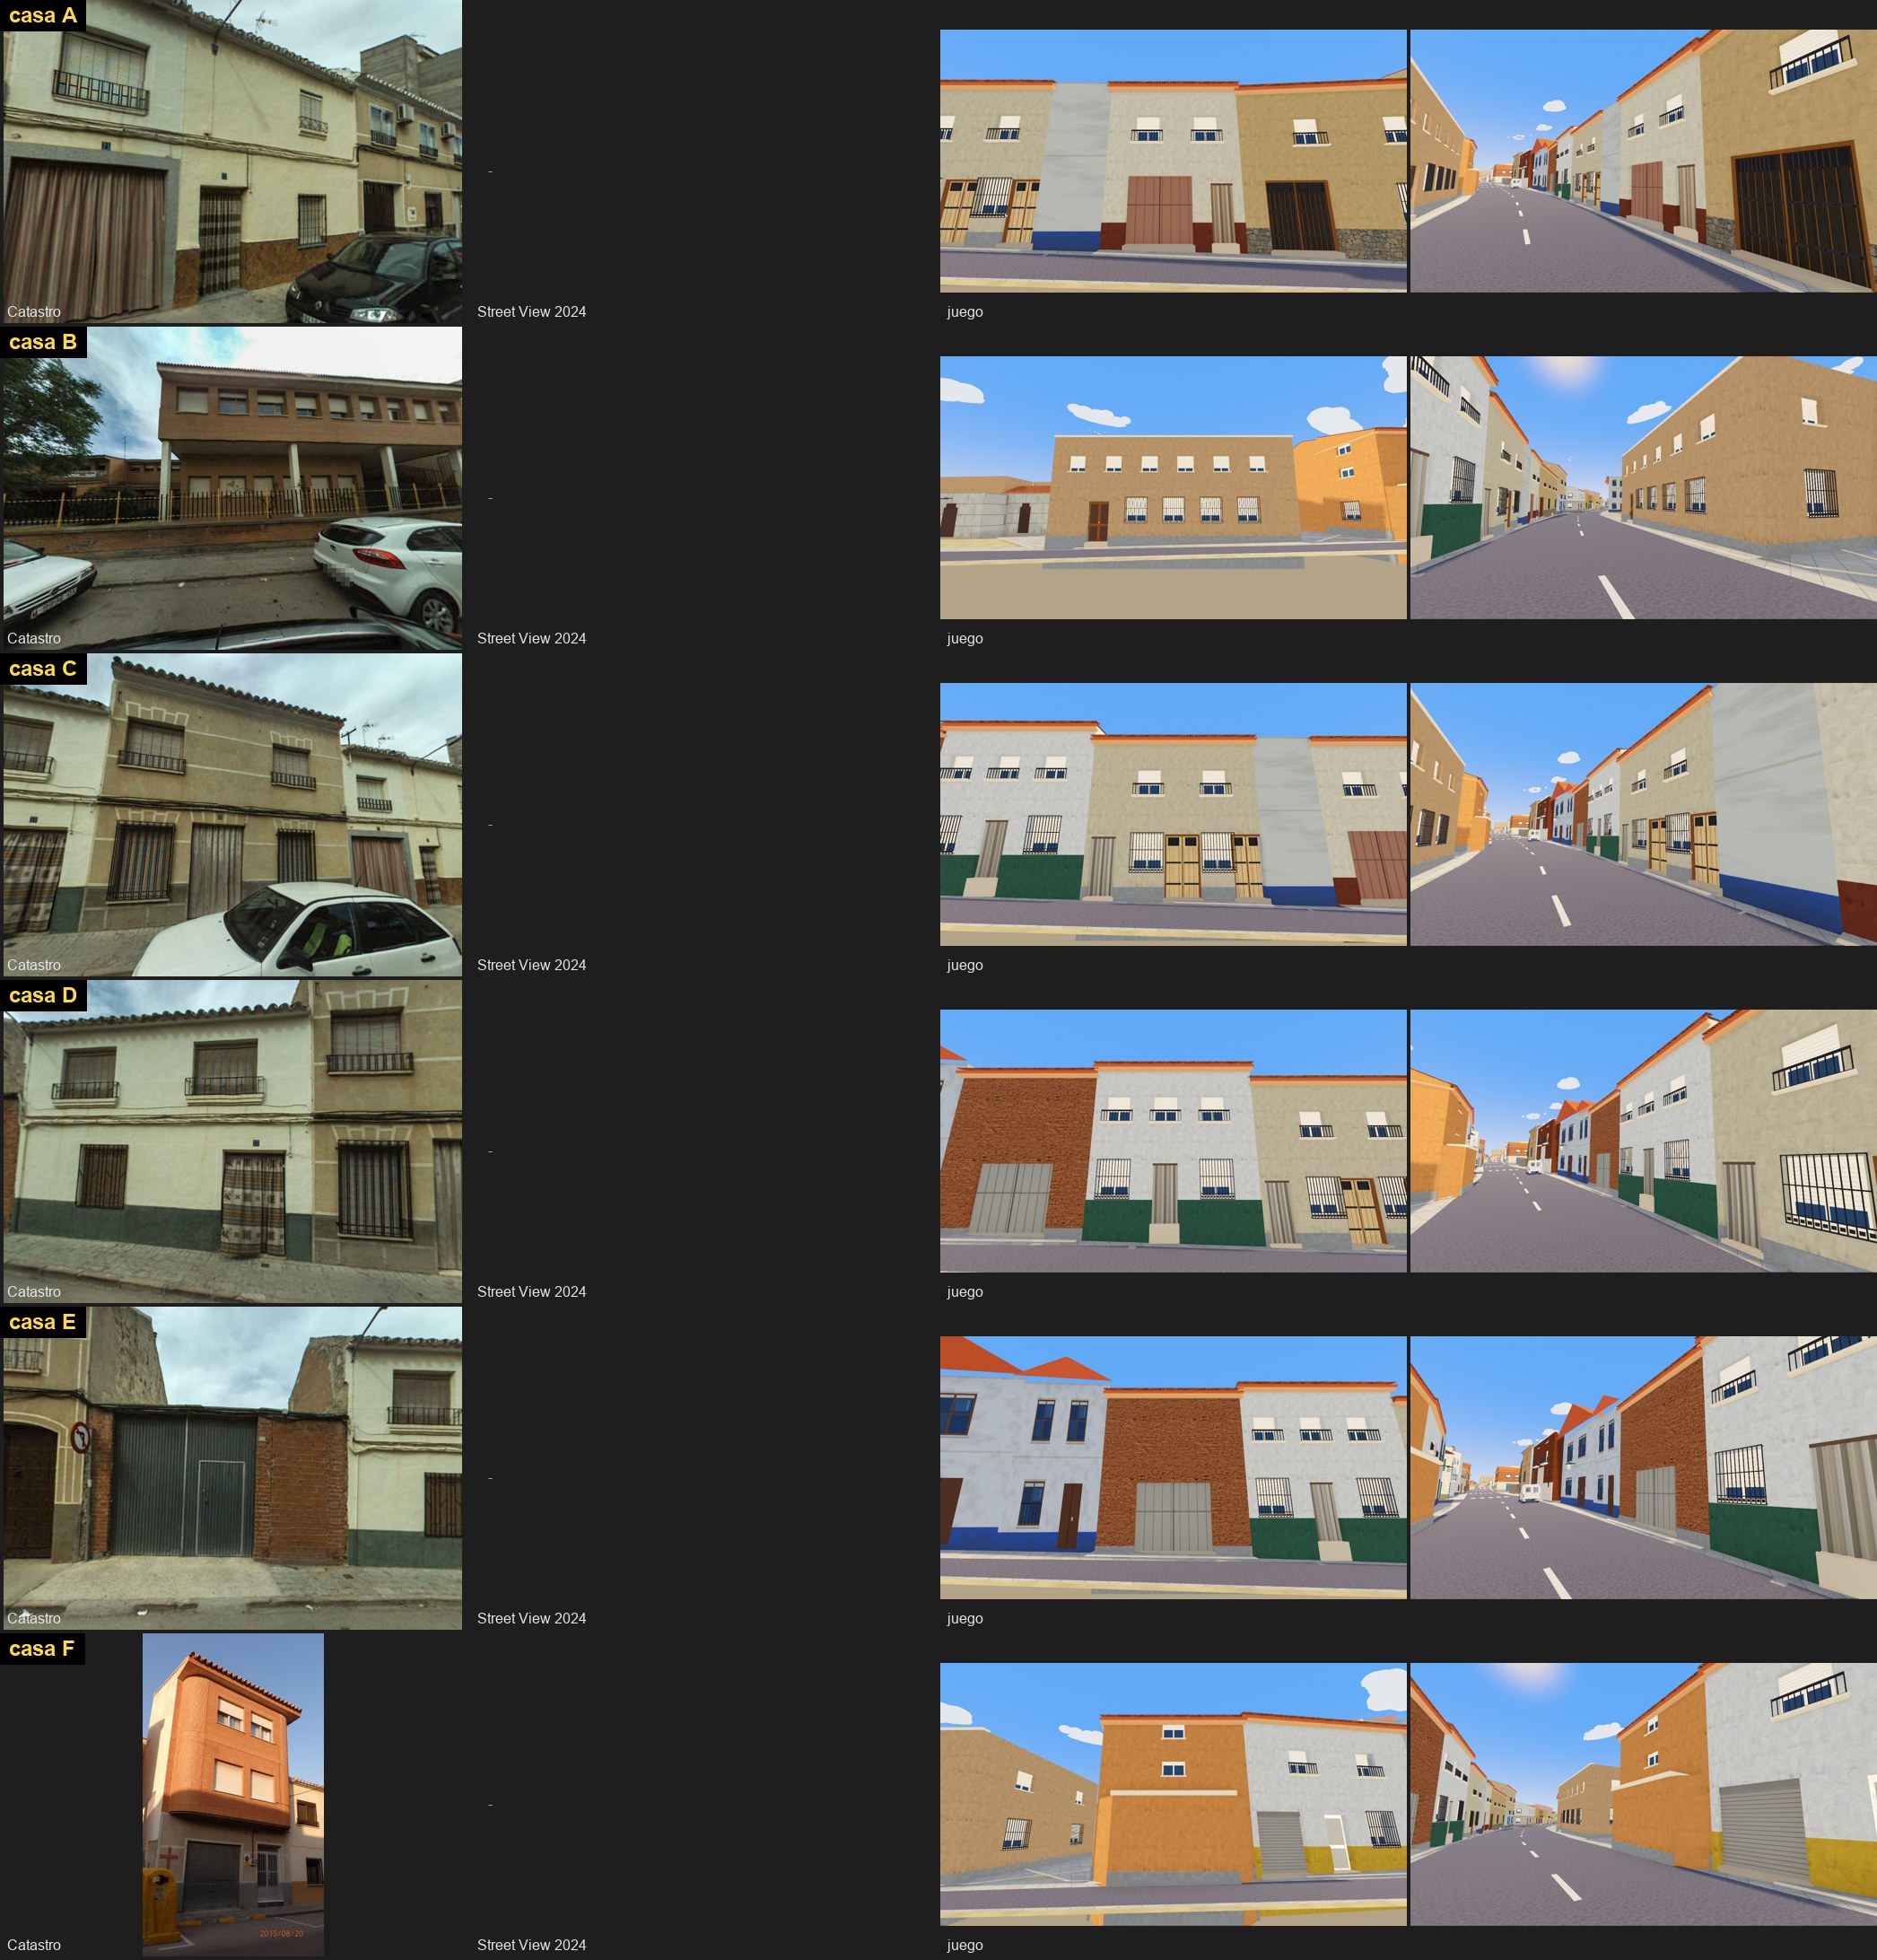 casa A
Catastro
-
Street View 2024
juego
casa B
Catastro
-
Street View 2024
juego
casa C
Catastro
-
Street View 2024
juego
casa D
Catastro
-
Street View 2024
juego
casa E
Catastro
-
Street View 2024
juego
casa F
2015/08/20
Catastro
-
Street View 2024
juego